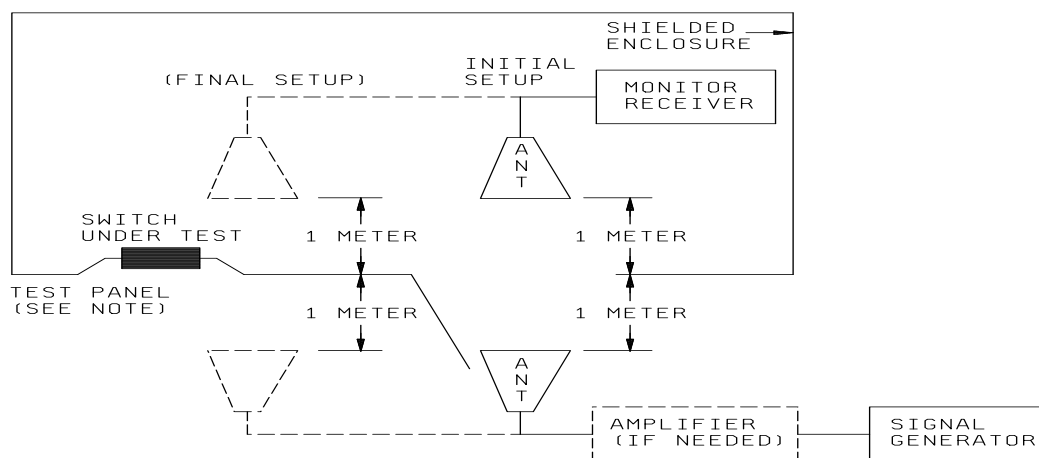 SHIELDED
ENCLOSURE
INITIAL
SETUP
(FINAL SETUP)
MONITOR
RECEIVER
ANT
SWITCH
UNDER TEST
1 METER
1 METER
TEST PANEL
(SEE NOTE)
1 METER
1 METER
ANT
AMPLIFIER
(IF NEEDED)
SIGNAL
GENERATOR